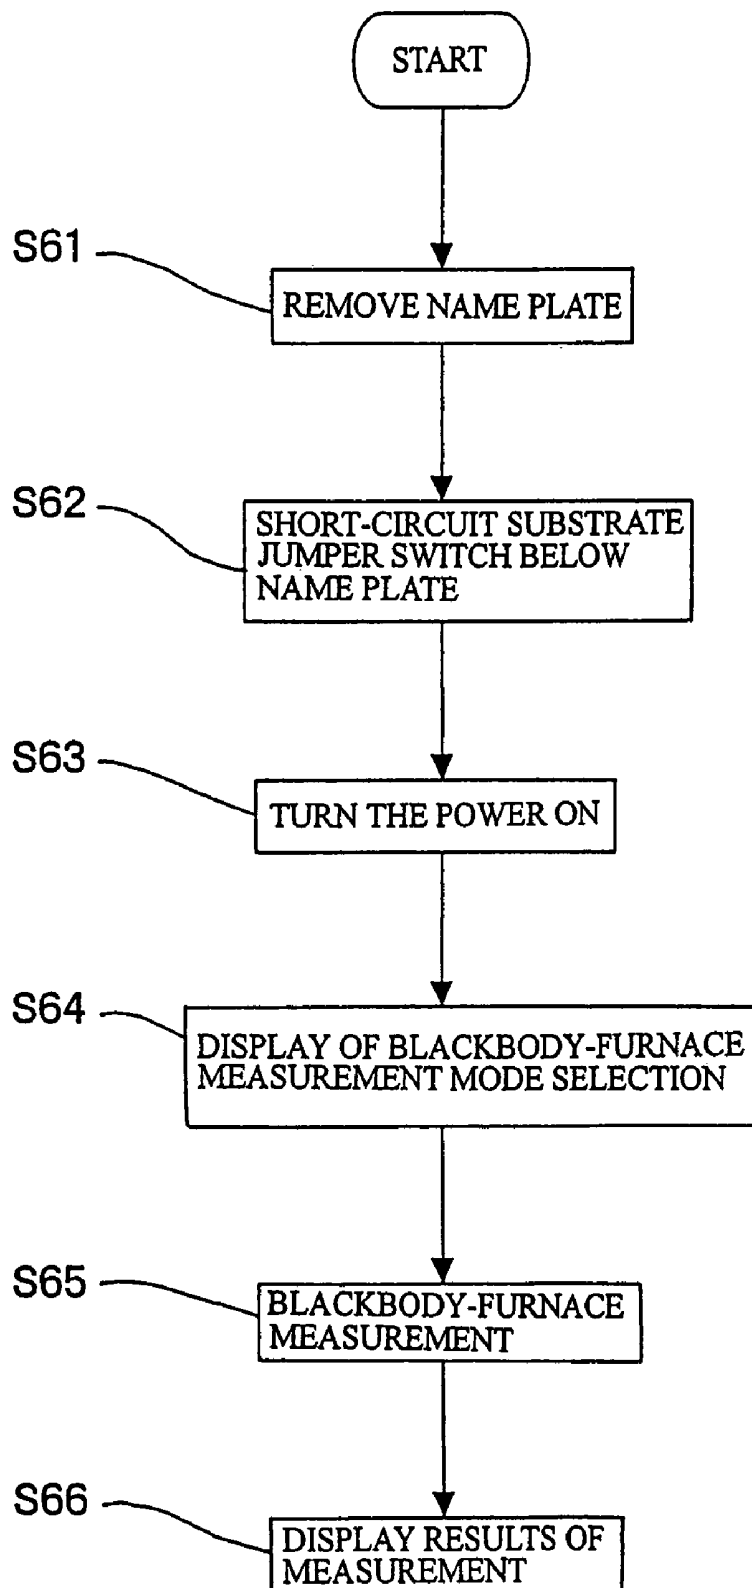 START
S61
REMOVE NAME PLATE
S62
SHORT-CIRCUIT SUBSTRATE
JUMPER SWITCH BELOW
NAME PLATE
S63
TURN THE POWER ON
S64
DISPLAY OF BLACKBODY-FURNACE
MEASUREMENT MODE SELECTION
S65
BLACKBODY-FURNACE
MEASUREMENT
S66
DISPLAY RESULTS OF
MEASUREMENT